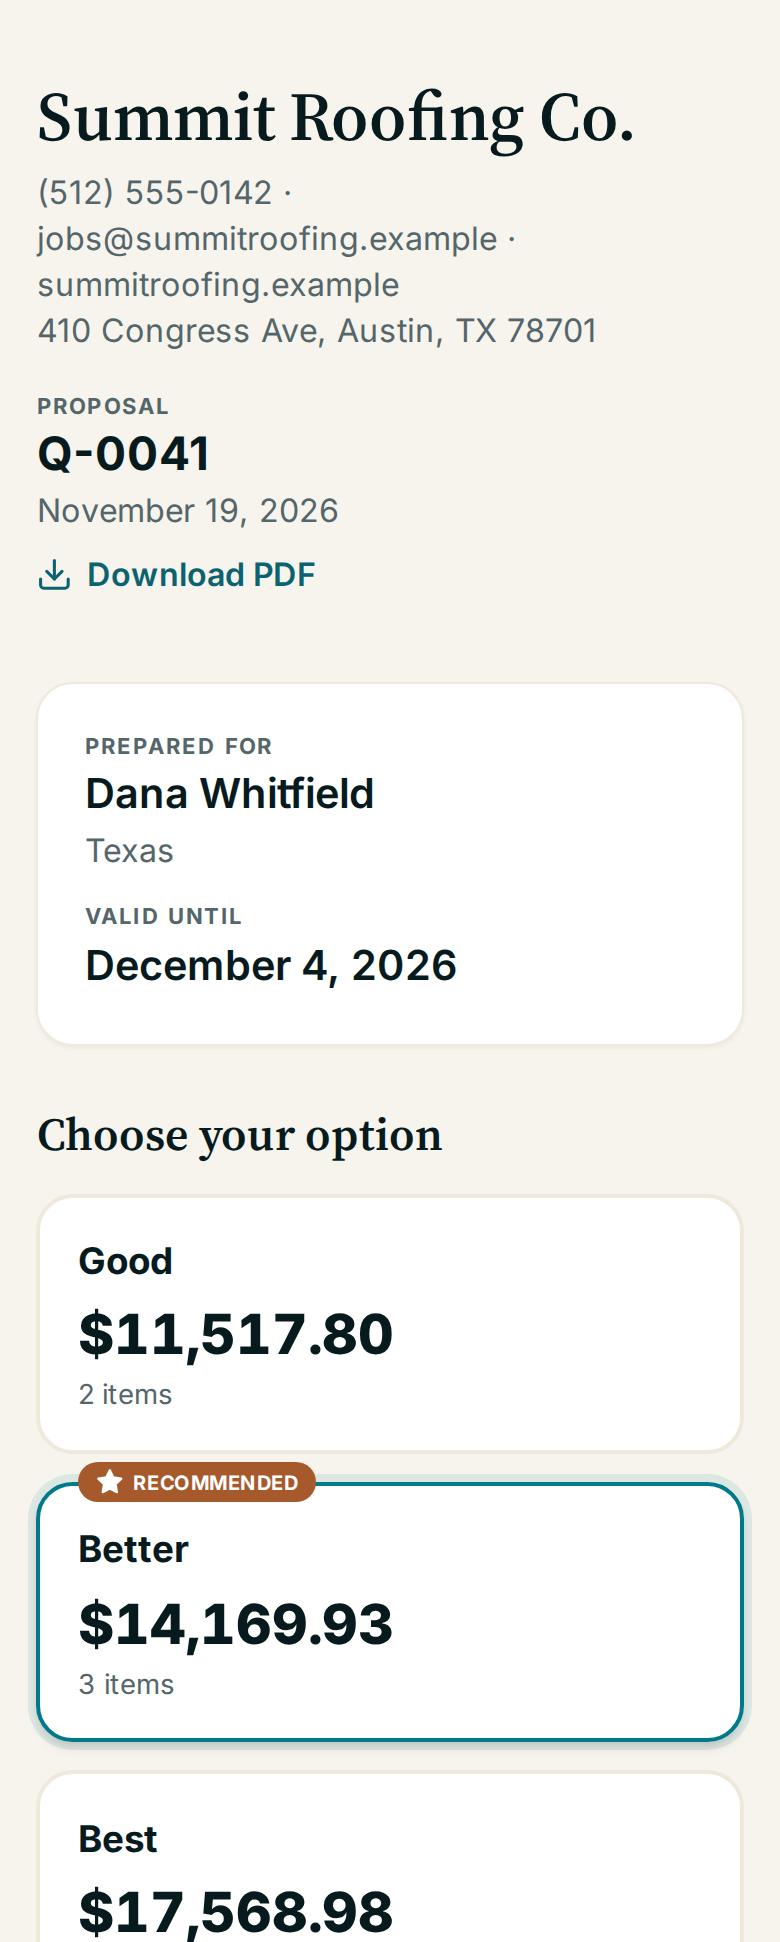 Summit Roofing Co.
(512) 555-0142 ·
jobs@summitroofing.example ·
summitroofing.example
410 Congress Ave, Austin, TX 78701
PROPOSAL
Q-0041
November 19, 2026
Download PDF
PREPARED FOR
Dana Whitfield
Texas
VALID UNTIL
December 4, 2026
Choose your option
Good
$11,517.80
2 items
RECOMMENDED
Better
$14,169.93
3 items
Best
$17,568.98